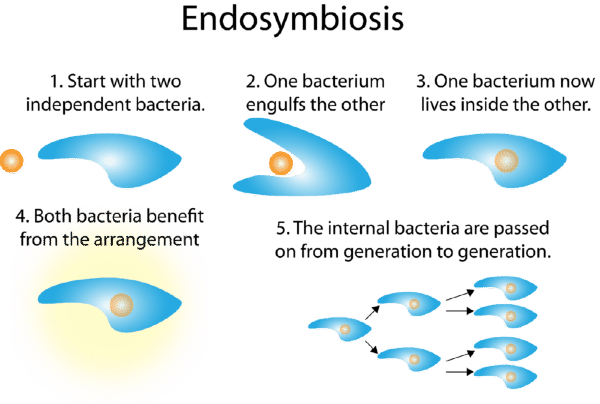 Endosymbiosis
1. Start with two
independent bacteria.
2. One bacterium
engulfs the other
3. One bacterium now
lives inside the other.
4. Both bacteria benefit
from the arrangement
5. The internal bacteria are passed
on from generation to generation.